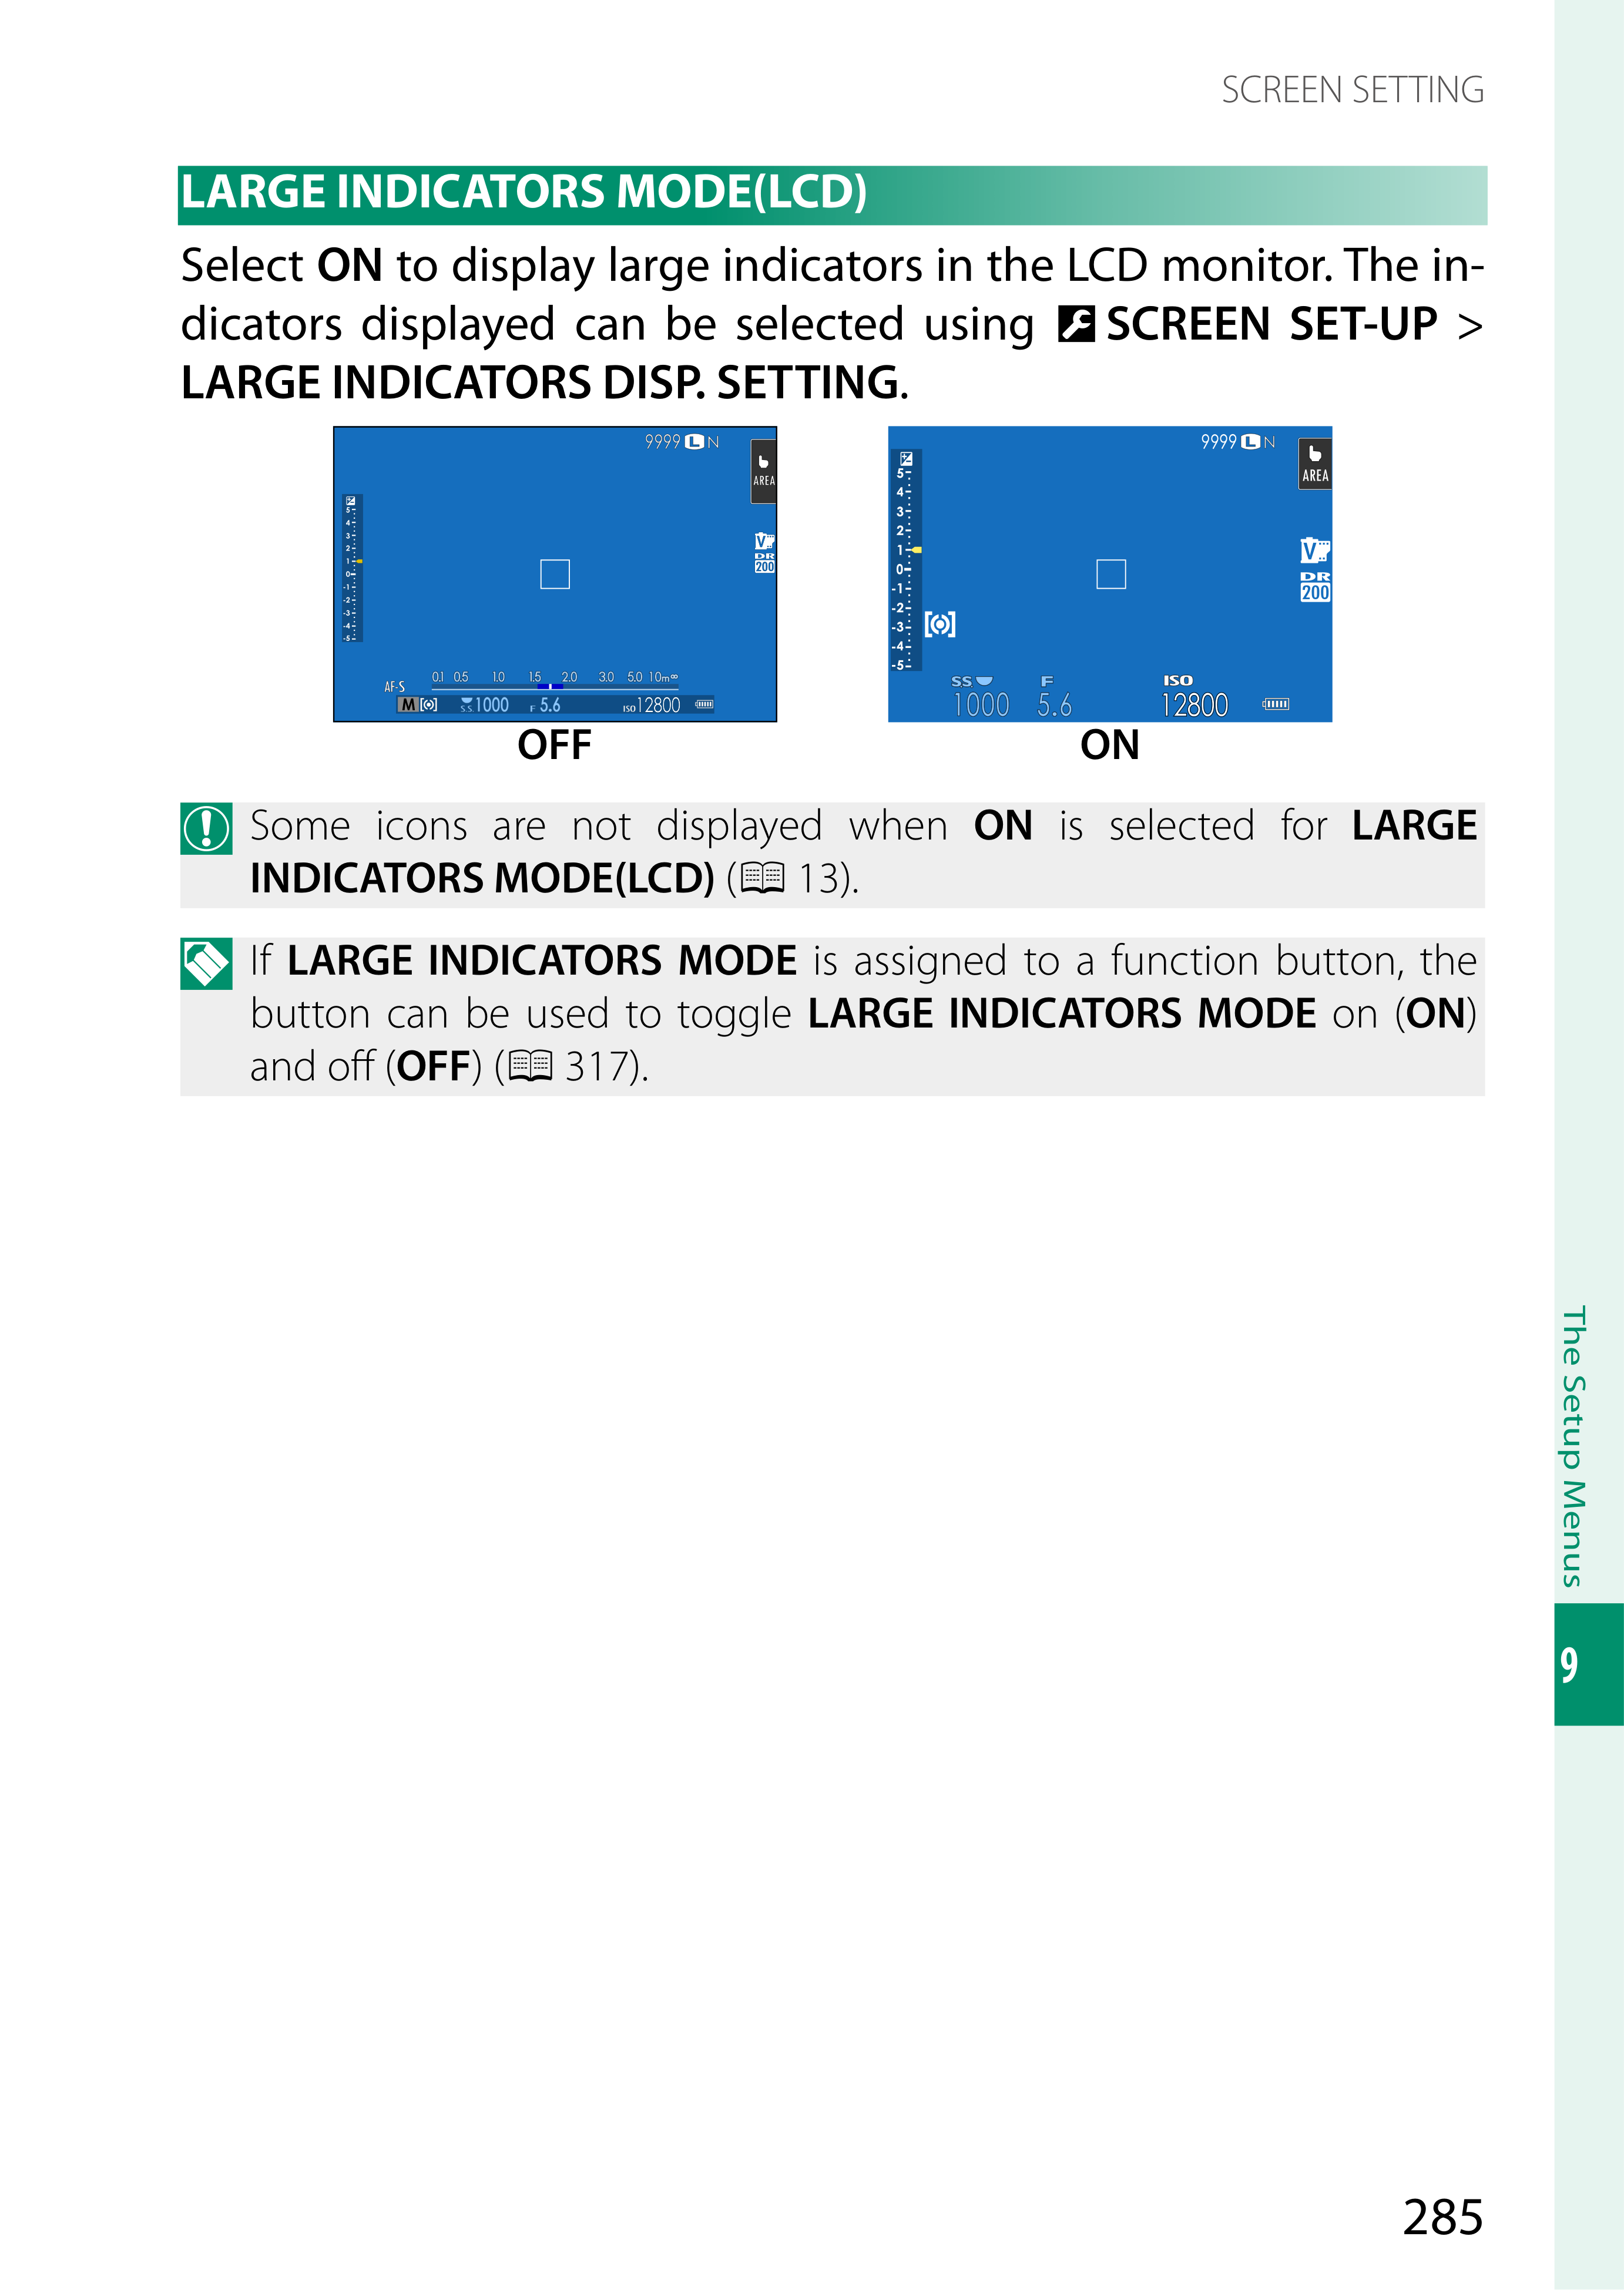 SCREEN SETTING
LARGE INDICATORS MODE(LCD)
Select ON to display large indicators in the LCD monitor. The in-
dicators displayed can be selected using SCREEN SET-UP >
LARGE INDICATORS DISP. SETTING.
9999 L N
AREA
5
4
3
2
1
0
-1
-2
-3
-4
-5
V
DR
200
0.1 0.5 1.0 1.5 2.0 3.0 5.0 10m∞
AF-S
M S.S. 1000 F 5.6 ISO 12800
OFF
9999 L N
AREA
5
4
3
2
1
0
-1
-2
-3
-4
-5
V
DR
200
SS F ISO
1000 5.6 12800
ON
Some icons are not displayed when ON is selected for LARGE
INDICATORS MODE(LCD) ( 13).
If LARGE INDICATORS MODE is assigned to a function button, the
button can be used to toggle LARGE INDICATORS MODE on (ON)
and off (OFF) ( 317).
The Setup Menus
9
285